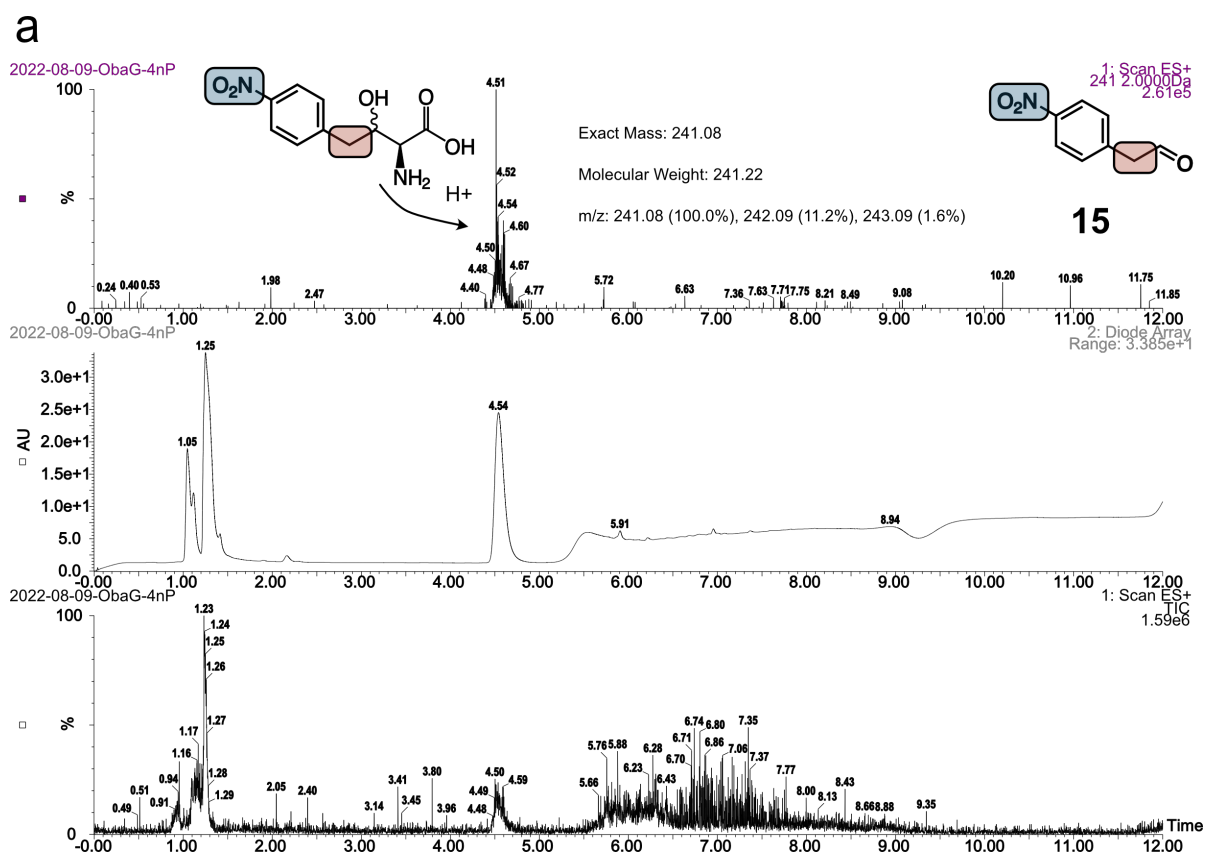 a
2022-08-09-ObaG-4nP
1: Scan ES+
241 2.0000Da
2.61e5
100
%
0
O2N
OH
O
OH
NH2
H+
Exact Mass: 241.08
Molecular Weight: 241.22
m/z: 241.08 (100.0%), 242.09 (11.2%), 243.09 (1.6%)
O2N
O
15
4.51
4.52
4.54
4.60
4.50
4.48
4.67
4.40
4.77
0.24
0.40
0.53
1.98
2.47
5.72
6.63
7.36
7.63
7.71
7.75
8.21
8.49
9.08
10.20
10.96
11.75
11.85
-0.00 1.00 2.00 3.00 4.00 5.00 6.00 7.00 8.00 9.00 10.00 11.00 12.00
2022-08-09-ObaG-4nP
2: Diode Array
Range: 3.385e+1
AU
3.0e+1
2.5e+1
2.0e+1
1.5e+1
1.0e+1
5.0
0.0
1.05
1.25
4.54
5.91
8.94
-0.00 1.00 2.00 3.00 4.00 5.00 6.00 7.00 8.00 9.00 10.00 11.00 12.00
2022-08-09-ObaG-4nP
1: Scan ES+
TIC
1.59e6
100
%
0
1.23
1.24
1.25
1.26
1.27
1.17
1.16
1.28
1.29
0.94
0.91
0.51
0.49
2.05
2.40
3.14
3.41
3.45
3.80
3.96
4.50
4.49
4.48
4.59
5.66
5.76
5.88
6.23
6.28
6.43
6.70
6.71
6.74
6.80
6.86
7.06
7.35
7.37
7.77
8.00
8.13
8.43
8.66
8.88
9.35
Time
-0.00 1.00 2.00 3.00 4.00 5.00 6.00 7.00 8.00 9.00 10.00 11.00 12.00